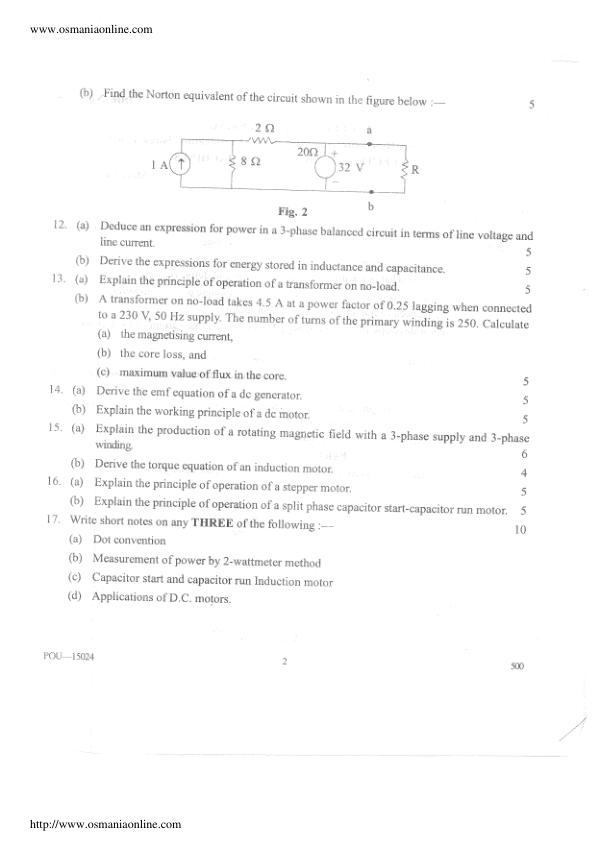 www.osmaniaonline.com
(b) Find the Norton equivalent of the circuit shown in the figure below :— 5
2 Ω
a
1 A
8 Ω
20Ω
+
32 V
–
R
b
Fig. 2
12. (a) Deduce an expression for power in a 3-phase balanced circuit in terms of line voltage and
line current. 5
(b) Derive the expressions for energy stored in inductance and capacitance. 5
13. (a) Explain the principle of operation of a transformer on no-load. 5
(b) A transformer on no-load takes 4.5 A at a power factor of 0.25 lagging when connected
to a 230 V, 50 Hz supply. The number of turns of the primary winding is 250. Calculate
(a) the magnetising current,
(b) the core loss, and
(c) maximum value of flux in the core. 5
14. (a) Derive the emf equation of a dc generator. 5
(b) Explain the working principle of a dc motor. 5
15. (a) Explain the production of a rotating magnetic field with a 3-phase supply and 3-phase
winding. 6
(b) Derive the torque equation of an induction motor. 4
16. (a) Explain the principle of operation of a stepper motor. 5
(b) Explain the principle of operation of a split phase capacitor start-capacitor run motor. 5
17. Write short notes on any THREE of the following :— 10
(a) Dot convention
(b) Measurement of power by 2-wattmeter method
(c) Capacitor start and capacitor run Induction motor
(d) Applications of D.C. motors.
POU—15024
2
500
http://www.osmaniaonline.com